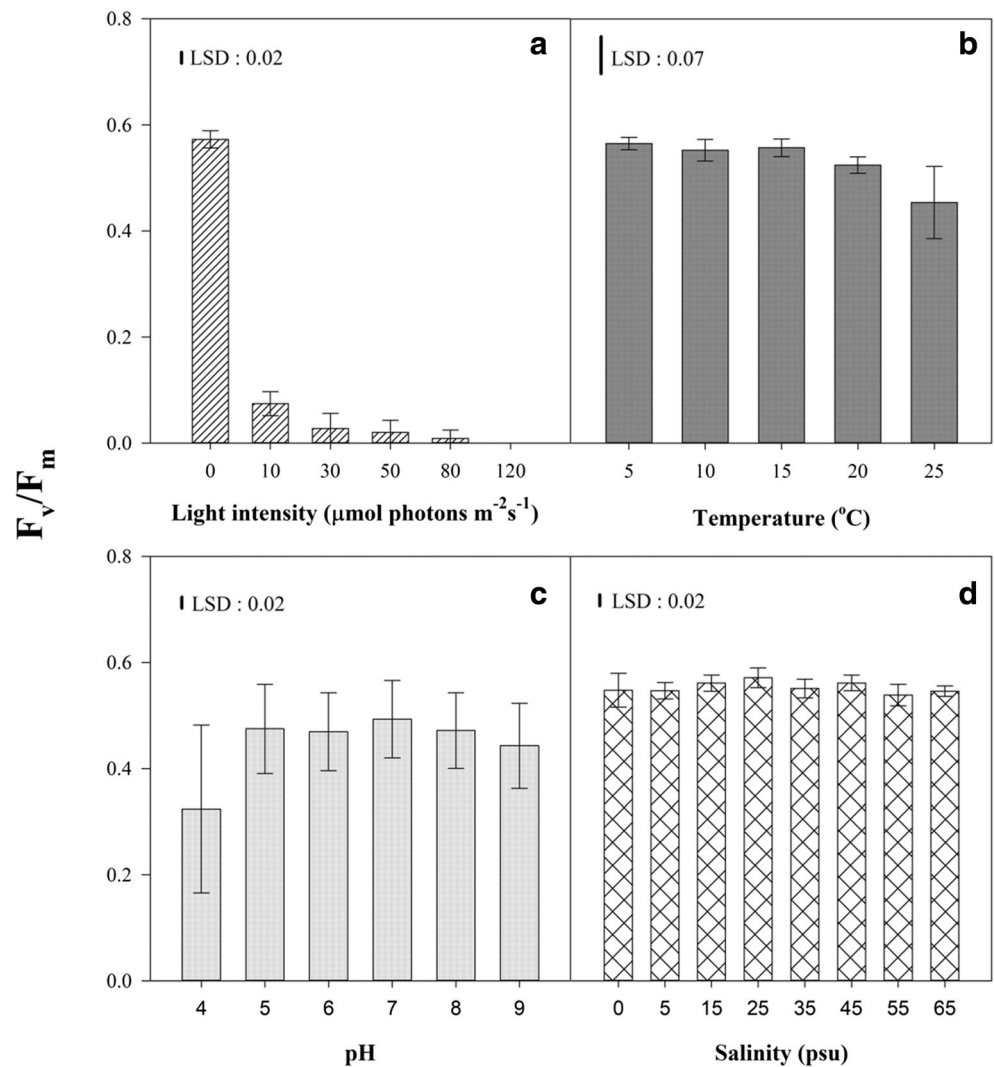 F_v/F_m
0.8
0.6
0.4
0.2
0.0
LSD : 0.02
a
0 10 30 50 80 120
Light intensity (μmol photons m⁻²s⁻¹)
LSD : 0.07
b
5 10 15 20 25
Temperature (°C)
0.8
0.6
0.4
0.2
0.0
LSD : 0.02
c
4 5 6 7 8 9
pH
LSD : 0.02
d
0 5 15 25 35 45 55 65
Salinity (psu)